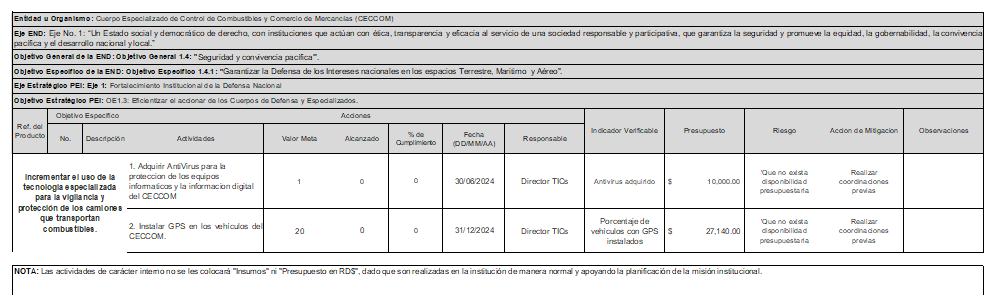 Entidad u Organismo: Cuerpo Especializado de Control de Combustibles y Comercio de Mercancías (CECCOM)
Eje END: Eje No. 1: "Un Estado social y democrático de derecho, con instituciones que actúan con ética, transparencia y eficacia al servicio de una sociedad responsable y participativa, que garantiza la seguridad y promueve la equidad, la gobernabilidad, la convivencia
pacífica y el desarrollo nacional y local."
Objetivo General de la END: Objetivo General 1.4: "Seguridad y convivencia pacífica".
Objetivo Especifico de la END: Objetivo Especifico 1.4.1: "Garantizar la Defensa de los Intereses nacionales en los espacios Terrestre, Marítimo y Aéreo".
Eje Estratégico PEI: Eje 1: Fortalecimiento Institucional de la Defensa Nacional
Objetivo Estratégico PEI: OE1.3: Eficientizar el accionar de los Cuerpos de Defensa y Especializados.
Ref. del
Producto
Objetivo Específico
Acciones
No.
Descripción
Actividades
Valor Meta
Alcanzado
% de
Cumplimiento
Fecha
(DD/MM/AA)
Responsable
Indicador Verificable
Presupuesto
Riesgo
Accion de Mitigacion
Observaciones
Incrementar el uso de la
tecnología especializada
para la vigilancia y
protección de los camiones
que transportan
combustibles.
1. Adquirir AntiVirus para la
proteccion de los equipos
informaticos y la informacion digital
del CECCOM
1
0
0
30/06/2024
Director TICs
Antivirus adquirido
$ 10,000.00
'Que no exista
disponibilidad
presupuestaria
Realizar
coordinaciones
previas
2. Instalar GPS en los vehículos del
CECCOM.
20
0
0
31/12/2024
Director TICs
Porcentaje de
vehículos con GPS
instalados
$ 27,140.00
'Que no exista
disponibilidad
presupuestaria
Realizar
coordinaciones
previas
NOTA: Las actividades de carácter interno no se les colocará "Insumos" ni "Presupuesto en RD$", dado que son realizadas en la institución de manera normal y apoyando la planificación de la misión institucional.